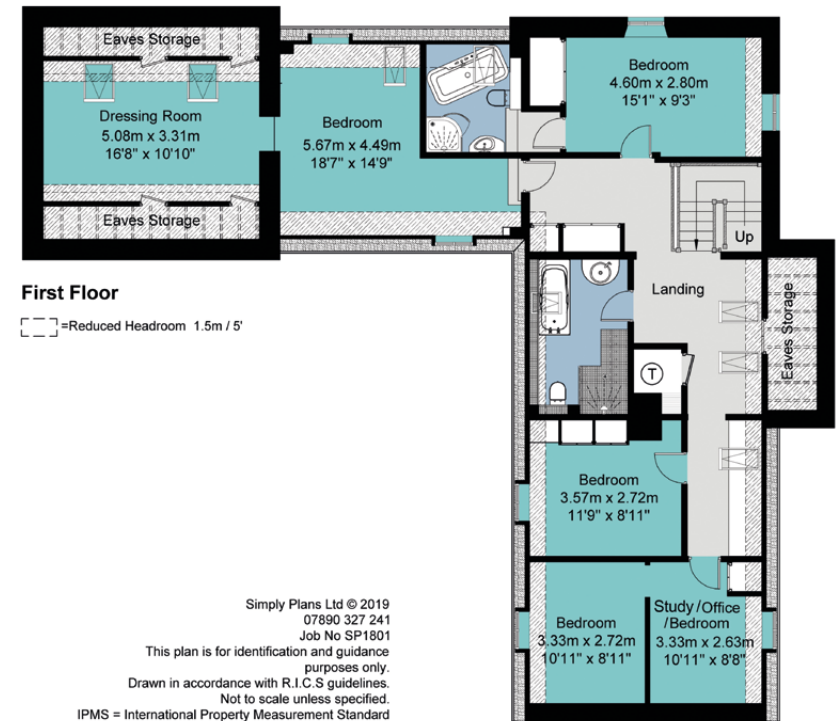 Eaves Storage
Dressing Room
5.08m x 3.31m
16'8" x 10'10"
Eaves Storage
Bedroom
5.67m x 4.49m
18'7" x 14'9"
Bedroom
4.60m x 2.80m
15'1" x 9'3"
Up
Landing
Eaves Storage
T
First Floor
=Reduced Headroom 1.5m / 5'
Bedroom
3.57m x 2.72m
11'9" x 8'11"
Bedroom
3.33m x 2.72m
10'11" x 8'11"
Study/Office
/Bedroom
3.33m x 2.63m
10'11" x 8'8"
Simply Plans Ltd © 2019
07890 327 241
Job No SP1801
This plan is for identification and guidance
purposes only.
Drawn in accordance with R.I.C.S guidelines.
Not to scale unless specified.
IPMS = International Property Measurement Standard